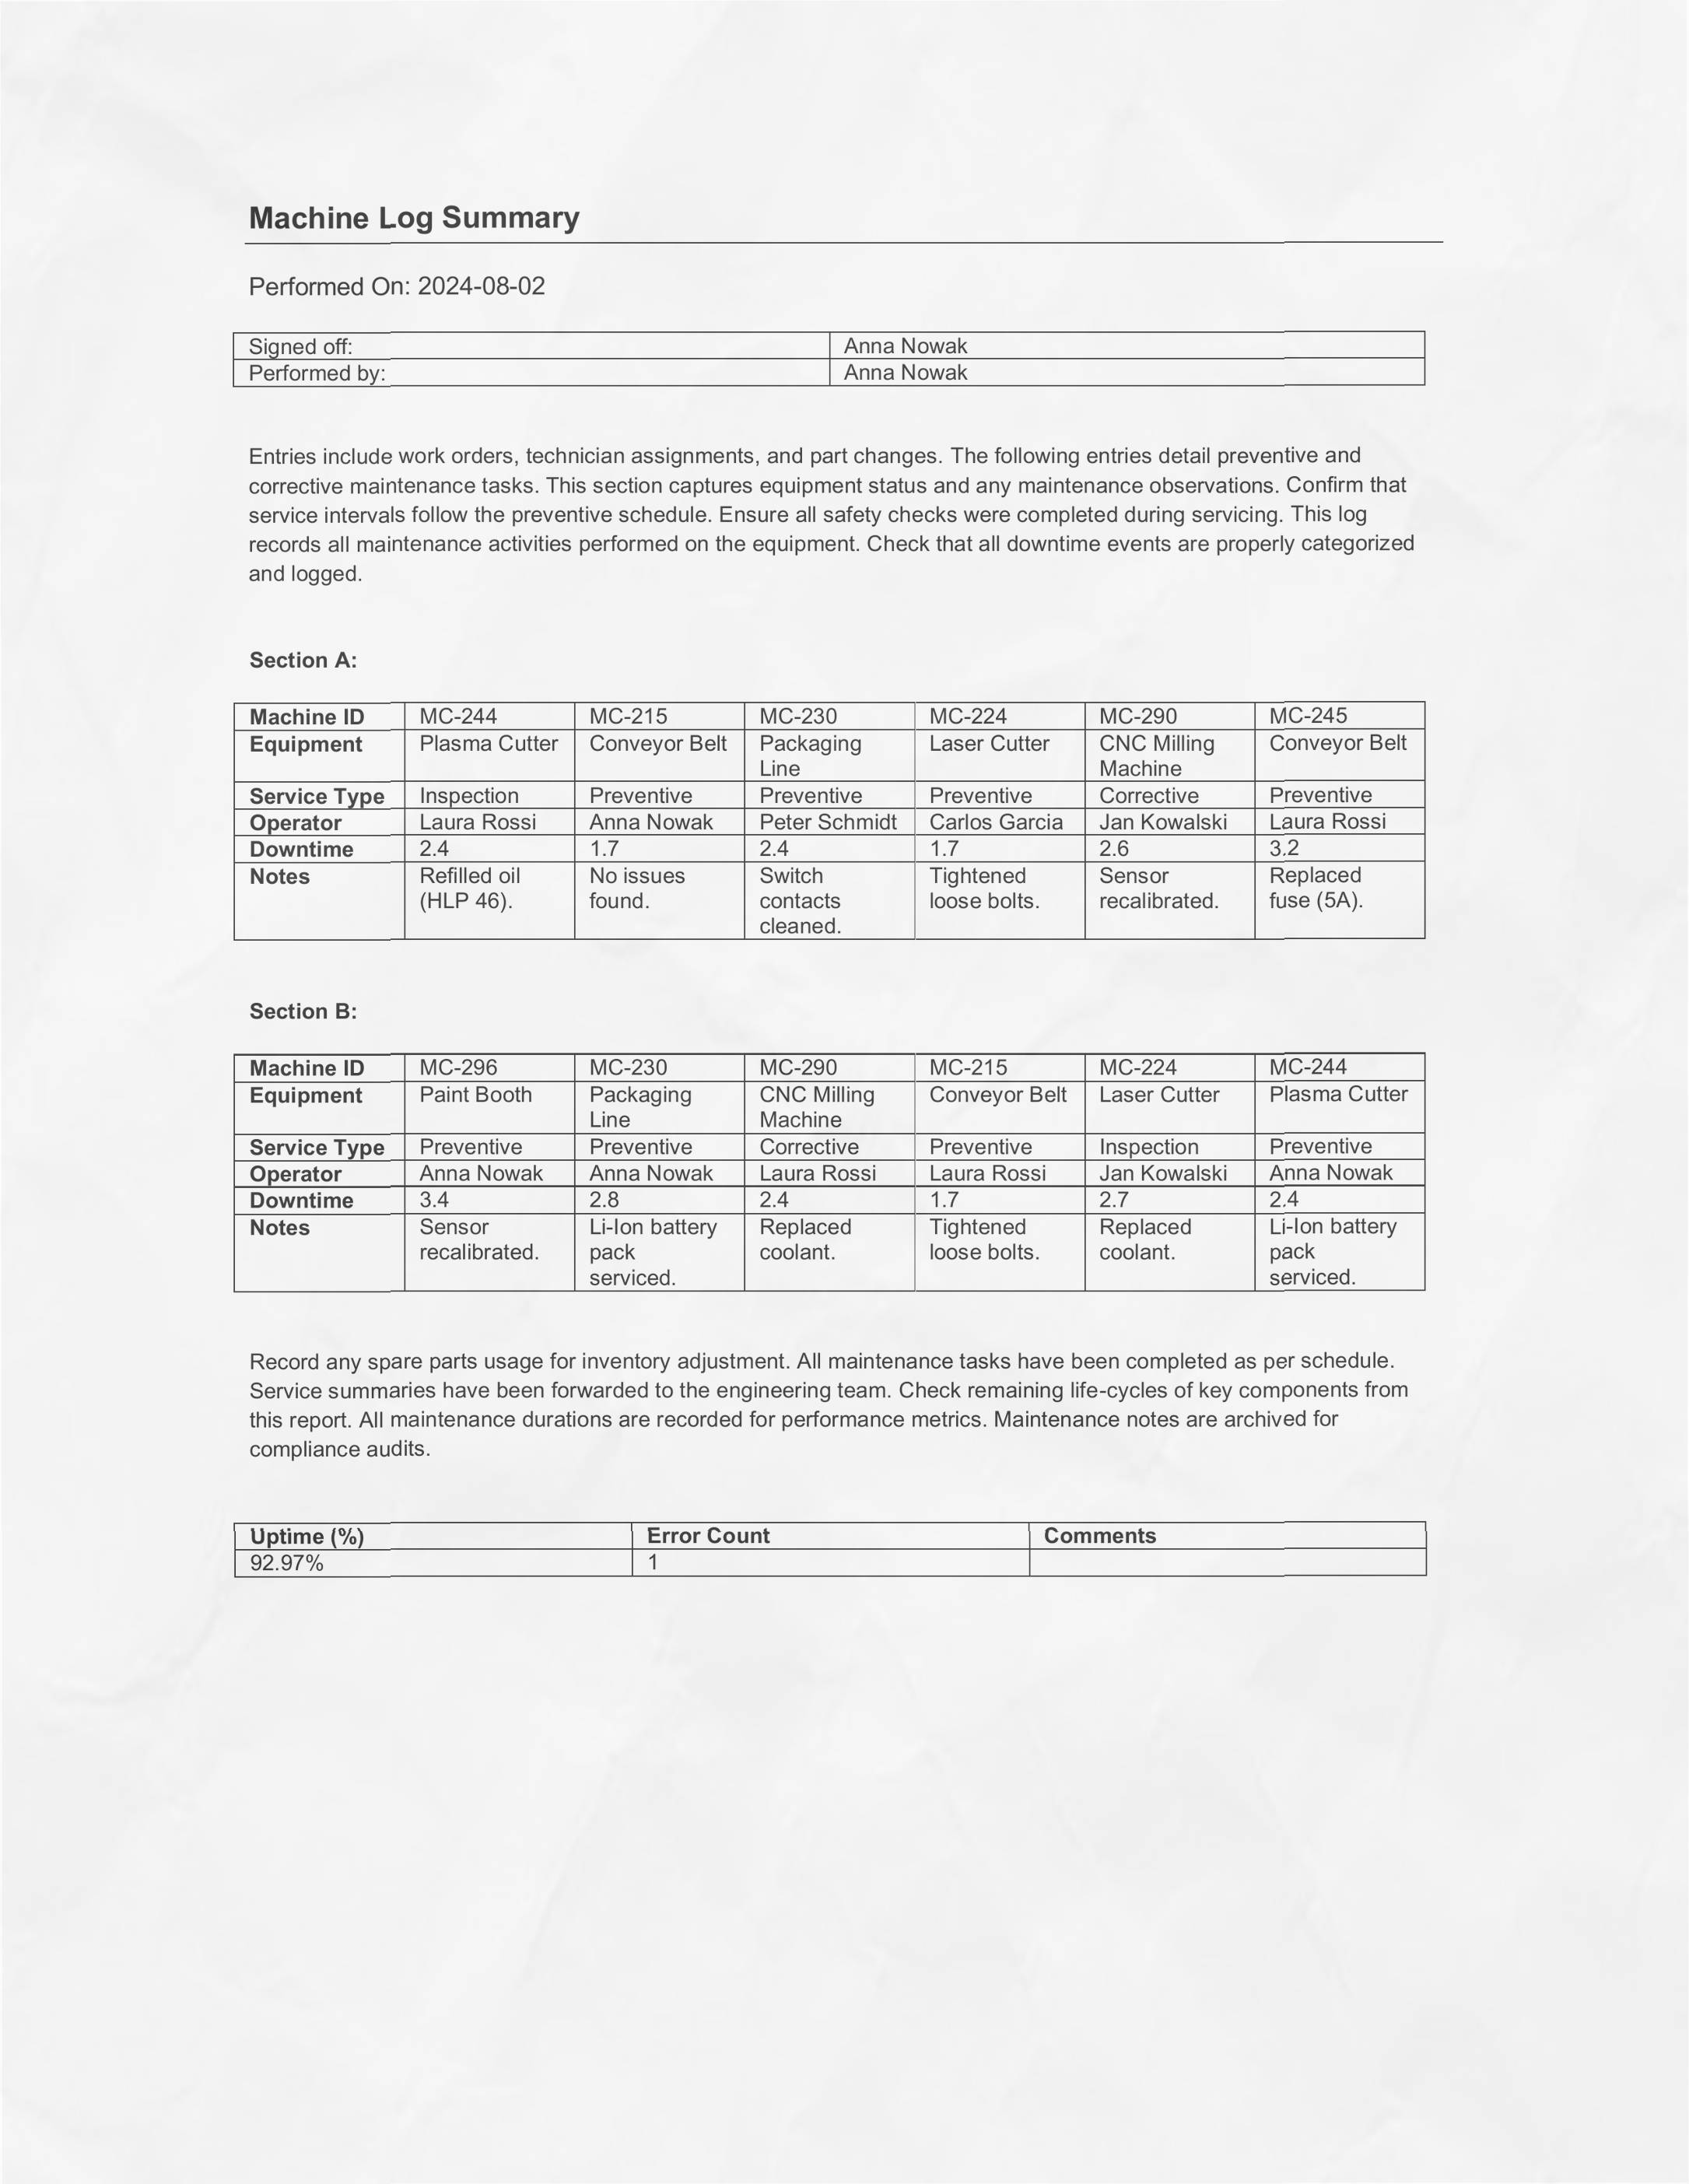 Machine Log Summary
Performed On: 2024-08-02
Signed off: Anna Nowak
Performed by: Anna Nowak
Entries include work orders, technician assignments, and part changes. The following entries detail preventive and
corrective maintenance tasks. This section captures equipment status and any maintenance observations. Confirm that
service intervals follow the preventive schedule. Ensure all safety checks were completed during servicing. This log
records all maintenance activities performed on the equipment. Check that all downtime events are properly categorized
and logged.
Section A:
Machine ID MC-244 MC-215 MC-230 MC-224 MC-290 MC-245
Equipment Plasma Cutter Conveyor Belt Packaging Laser Cutter CNC Milling Conveyor Belt
Line Machine
Service Type Inspection Preventive Preventive Preventive Corrective Preventive
Operator Laura Rossi Anna Nowak Peter Schmidt Carlos Garcia Jan Kowalski Laura Rossi
Downtime 2.4 1.7 2.4 1.7 2.6 3.2
Notes Refilled oil No issues Switch Tightened Sensor Replaced
(HLP 46). found. contacts loose bolts. recalibrated. fuse (5A).
cleaned.
Section B:
Machine ID MC-296 MC-230 MC-290 MC-215 MC-224 MC-244
Equipment Paint Booth Packaging CNC Milling Conveyor Belt Laser Cutter Plasma Cutter
Line Machine
Service Type Preventive Preventive Corrective Preventive Inspection Preventive
Operator Anna Nowak Anna Nowak Laura Rossi Laura Rossi Jan Kowalski Anna Nowak
Downtime 3.4 2.8 2.4 1.7 2.7 2.4
Notes Sensor Li-Ion battery Replaced Tightened Replaced Li-Ion battery
recalibrated. pack coolant. loose bolts. coolant. pack
serviced. serviced.
Record any spare parts usage for inventory adjustment. All maintenance tasks have been completed as per schedule.
Service summaries have been forwarded to the engineering team. Check remaining life-cycles of key components from
this report. All maintenance durations are recorded for performance metrics. Maintenance notes are archived for
compliance audits.
Uptime (%) Error Count Comments
92.97% 1